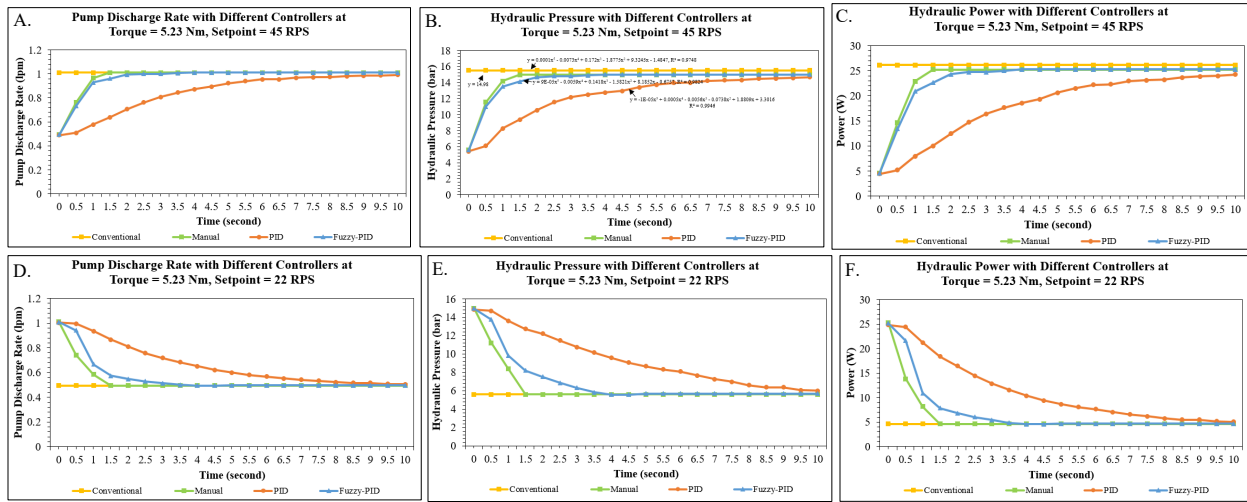 A.
Pump Discharge Rate with Different Controllers at
Torque = 5.23 Nm, Setpoint = 45 RPS
Pump Discharge Rate (lpm)
1.2
1
0.8
0.6
0.4
0.2
0
0 0.5 1 1.5 2 2.5 3 3.5 4 4.5 5 5.5 6 6.5 7 7.5 8 8.5 9 9.5 10
Time (second)
Conventional Manual PID Fuzzy-PID
B.
Hydraulic Pressure with Different Controllers at
Torque = 5.23 Nm, Setpoint = 45 RPS
Hydraulic Pressure (bar)
18
16
14
12
10
8
6
4
2
0
y = 14.98
R² = 0.9748
R² = 0.9946
0 0.5 1 1.5 2 2.5 3 3.5 4 4.5 5 5.5 6 6.5 7 7.5 8 8.5 9 9.5 10
Time (second)
Conventional Manual PID Fuzzy-PID
C.
Hydraulic Power with Different Controllers at
Torque = 5.23 Nm, Setpoint = 45 RPS
Power (W)
30
25
20
15
10
5
0
0 0.5 1 1.5 2 2.5 3 3.5 4 4.5 5 5.5 6 6.5 7 7.5 8 8.5 9 9.5 10
Time (second)
Conventional Manual PID Fuzzy-PID
D.
Pump Discharge Rate with Different Controllers at
Torque = 5.23 Nm, Setpoint = 22 RPS
Pump Discharge Rate (lpm)
1.2
1
0.8
0.6
0.4
0.2
0
0 0.5 1 1.5 2 2.5 3 3.5 4 4.5 5 5.5 6 6.5 7 7.5 8 8.5 9 9.5 10
Time (second)
Conventional Manual PID Fuzzy-PID
E.
Hydraulic Pressure with Different Controllers at
Torque = 5.23 Nm, Setpoint = 22 RPS
Hydraulic Pressure (bar)
16
14
12
10
8
6
4
2
0
0 0.5 1 1.5 2 2.5 3 3.5 4 4.5 5 5.5 6 6.5 7 7.5 8 8.5 9 9.5 10
Time (second)
Conventional Manual PID Fuzzy-PID
F.
Hydraulic Power with Different Controllers at
Torque = 5.23 Nm, Setpoint = 22 RPS
Power (W)
30
25
20
15
10
5
0
0 0.5 1 1.5 2 2.5 3 3.5 4 4.5 5 5.5 6 6.5 7 7.5 8 8.5 9 9.5 10
Time (second)
Conventional Manual PID Fuzzy-PID